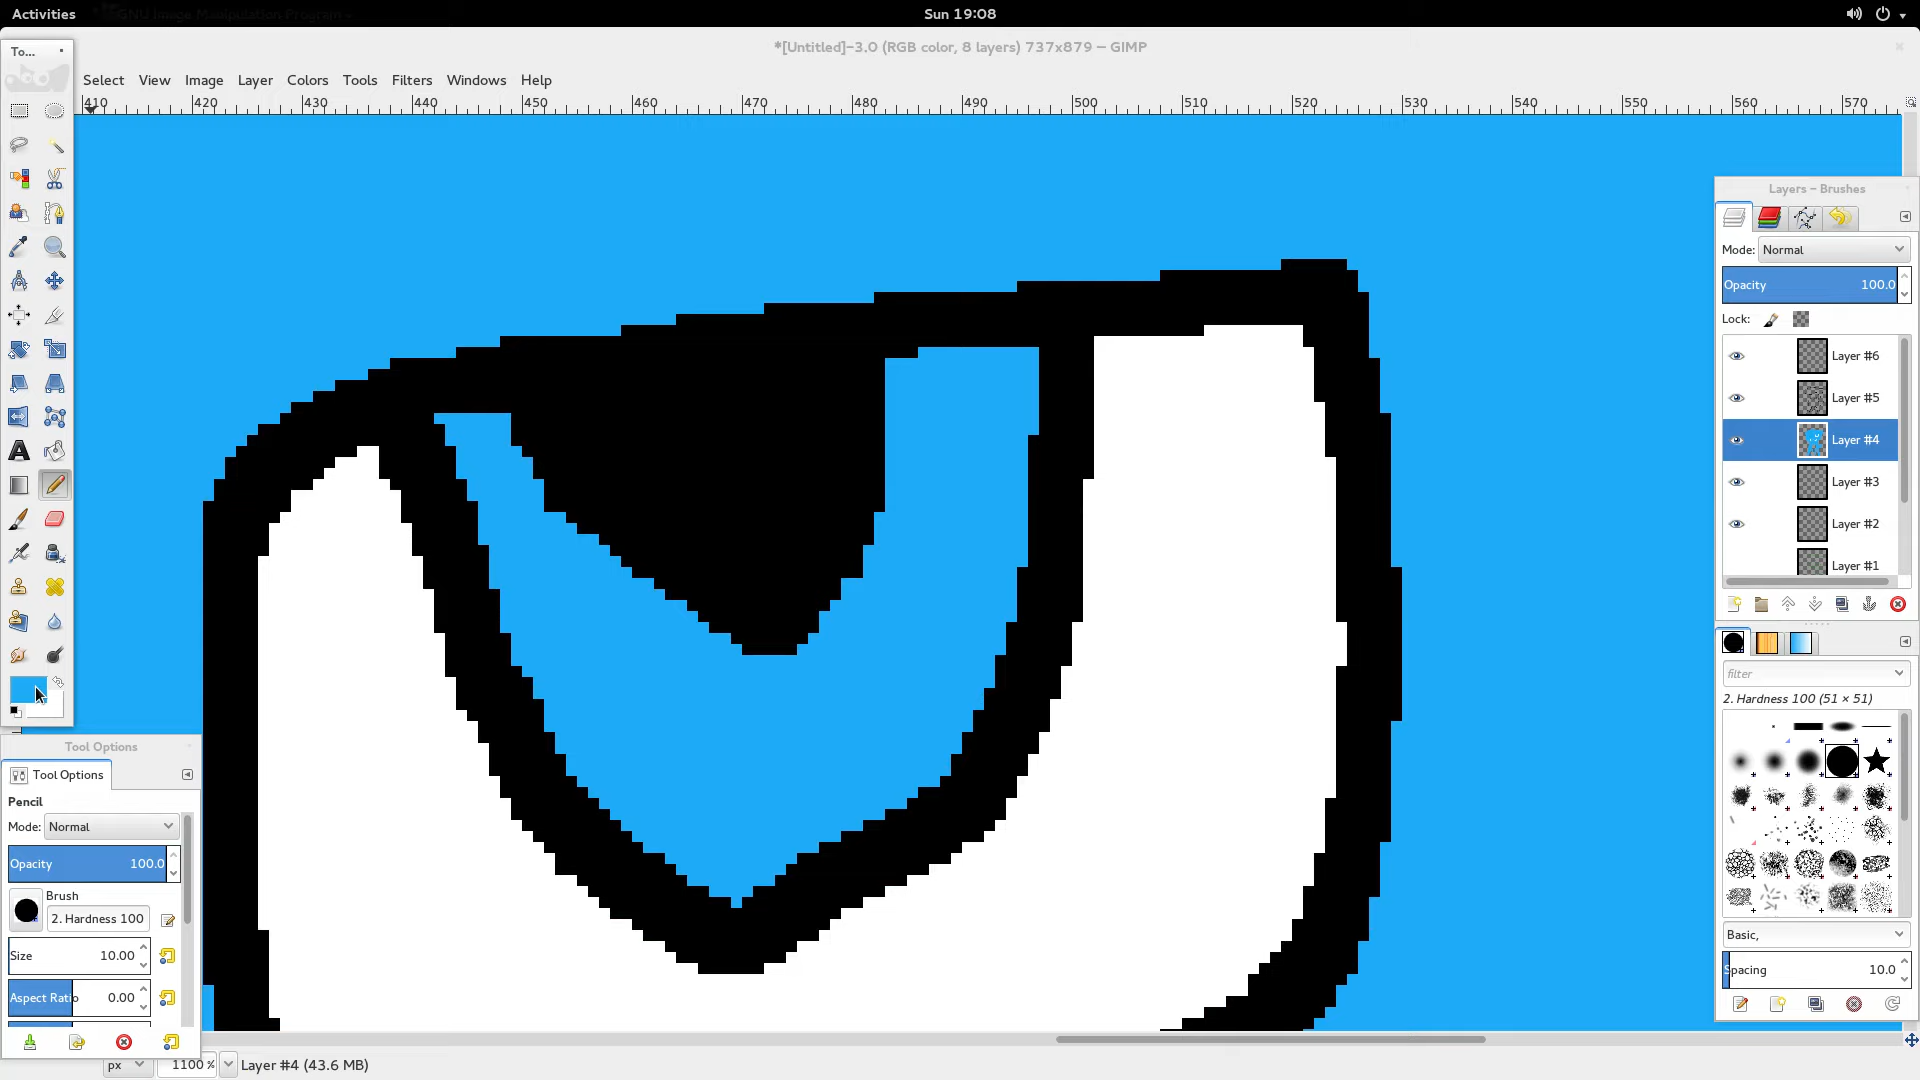 Activities
GNU Image Manipulation Program
Sun 19:08
*[Untitled]-3.0 (RGB color, 8 layers) 737x879 – GIMP
To...
Select View Image Layer Colors Tools Filters Windows Help
410 420 430 440 450 460 470 480 490 500 510 520 530 540 550 560 570
Layers – Brushes
Mode: Normal
Opacity 100.0
Lock:
Layer #6
Layer #5
Layer #4
Layer #3
Layer #2
Layer #1
filter
2. Hardness 100 (51 × 51)
Basic,
Spacing 10.0
Tool Options
Tool Options
Pencil
Mode: Normal
Opacity 100.0
Brush
2. Hardness 100
Size 10.00
Aspect Ratio 0.00
px 1100 % Layer #4 (43.6 MB)